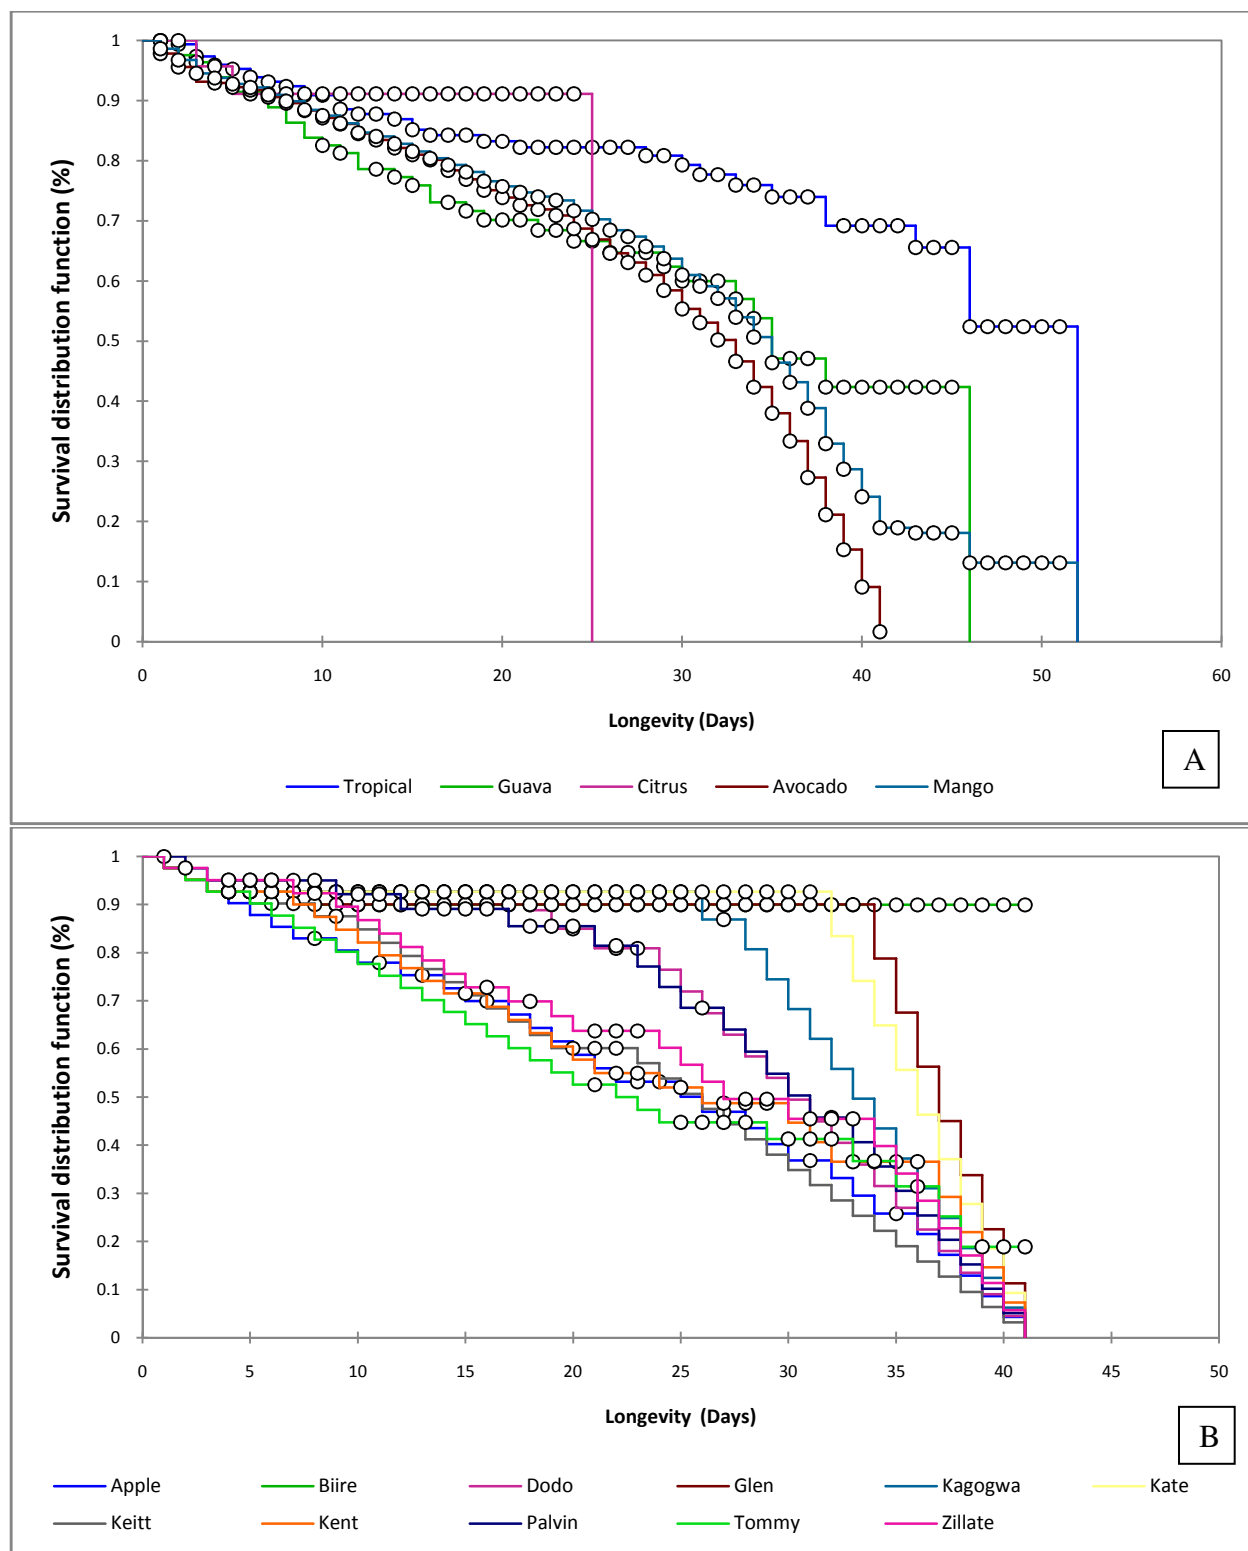 Survival distribution function (%)
1
0.9
0.8
0.7
0.6
0.5
0.4
0.3
0.2
0.1
0
0 10 20 30 40 50 60
Longevity (Days)
A
Tropical Guava Citrus Avocado Mango
Survival distribution function (%)
1
0.9
0.8
0.7
0.6
0.5
0.4
0.3
0.2
0.1
0
0 5 10 15 20 25 30 35 40 45 50
Longevity (Days)
B
Apple Biire Dodo Glen Kagogwa Kate
Keitt Kent Palvin Tommy Zillate